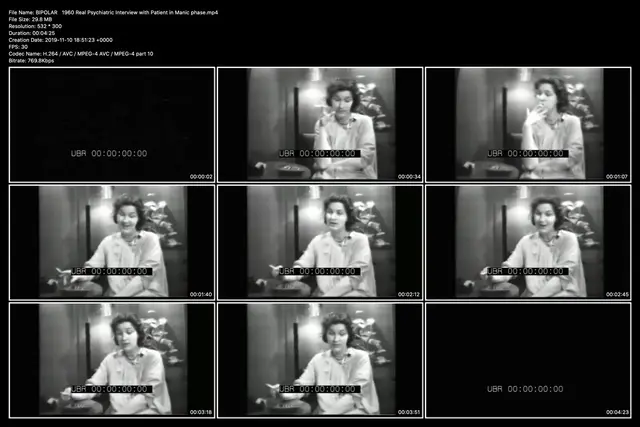 File Name: BIPOLAR   1960 Real Psychiatric Interview with Patient in Manic phase.mp4
File Size: 29.8 MB
Resolution: 532 * 300
Duration: 00:04:25
Creation Date: 2019-11-10 18:51:23 +0000
FPS: 30
Codec Name: H.264 / AVC / MPEG-4 AVC / MPEG-4 part 10
Bitrate: 769.8Kbps
UBR 00:00:00:00
UBR 00:00:00:00
UBR 00:00:00:00
00:00:02
00:00:34
00:01:07
UBR 00:00:00:00
UBR 00:00:00:00
UBR 00:00:00:00
00:01:40
00:02:12
00:02:45
UBR 00:00:00:00
UBR 00:00:00:00
UBR 00:00:00:00
00:03:18
00:03:51
00:04:23